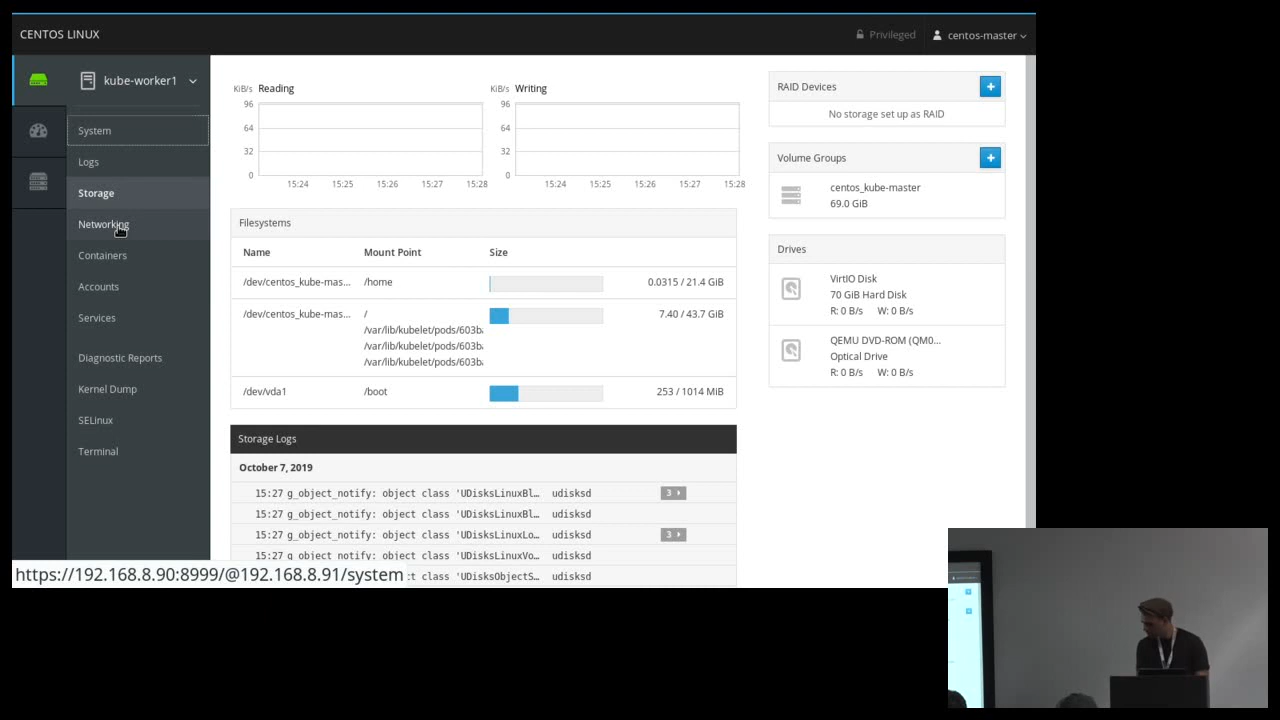 CENTOS LINUX
Privileged
centos-master
kube-worker1
System
Logs
Storage
Networking
Containers
Accounts
Services
Diagnostic Reports
Kernel Dump
SELinux
Terminal
KiB/s Reading
96
64
32
0
15:24 15:25 15:26 15:27 15:28
KiB/s Writing
96
64
32
0
15:24 15:25 15:26 15:27 15:28
Filesystems
Name Mount Point Size
/dev/centos_kube-mas... /home 0.0315 / 21.4 GiB
/dev/centos_kube-mas... / 7.40 / 43.7 GiB
/var/lib/kubelet/pods/603b
/var/lib/kubelet/pods/603b
/var/lib/kubelet/pods/603b
/dev/vda1 /boot 253 / 1014 MiB
Storage Logs
October 7, 2019
15:27 g_object_notify: object class 'UDisksLinuxBl… udisksd 3
15:27 g_object_notify: object class 'UDisksLinuxBl… udisksd
15:27 g_object_notify: object class 'UDisksLinuxLo… udisksd 3
15:27 g_object_notify: object class 'UDisksLinuxVo… udisksd
ct class 'UDisksObjectS… udisksd
RAID Devices
No storage set up as RAID
Volume Groups
centos_kube-master
69.0 GiB
Drives
VirtIO Disk
70 GiB Hard Disk
R: 0 B/s W: 0 B/s
QEMU DVD-ROM (QM0...
Optical Drive
R: 0 B/s W: 0 B/s
https://192.168.8.90:8999/@192.168.8.91/system